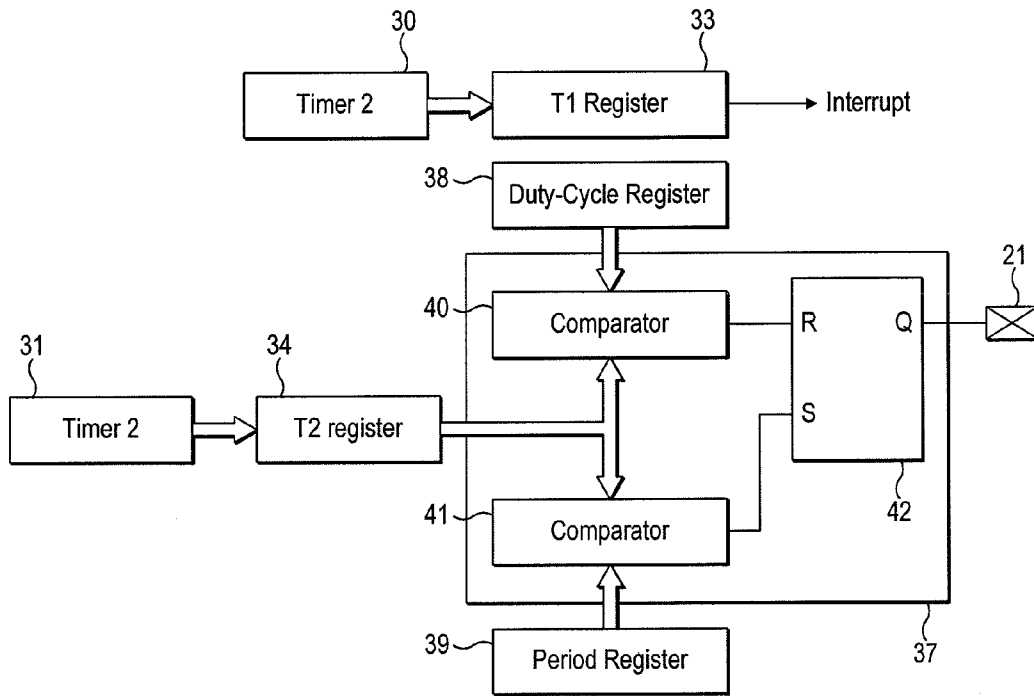 30
33
Timer 2
T1 Register
Interrupt
38
Duty-Cycle Register
21
40
Comparator
R
Q
31
34
Timer 2
T2 register
S
41
Comparator
42
39
Period Register
37